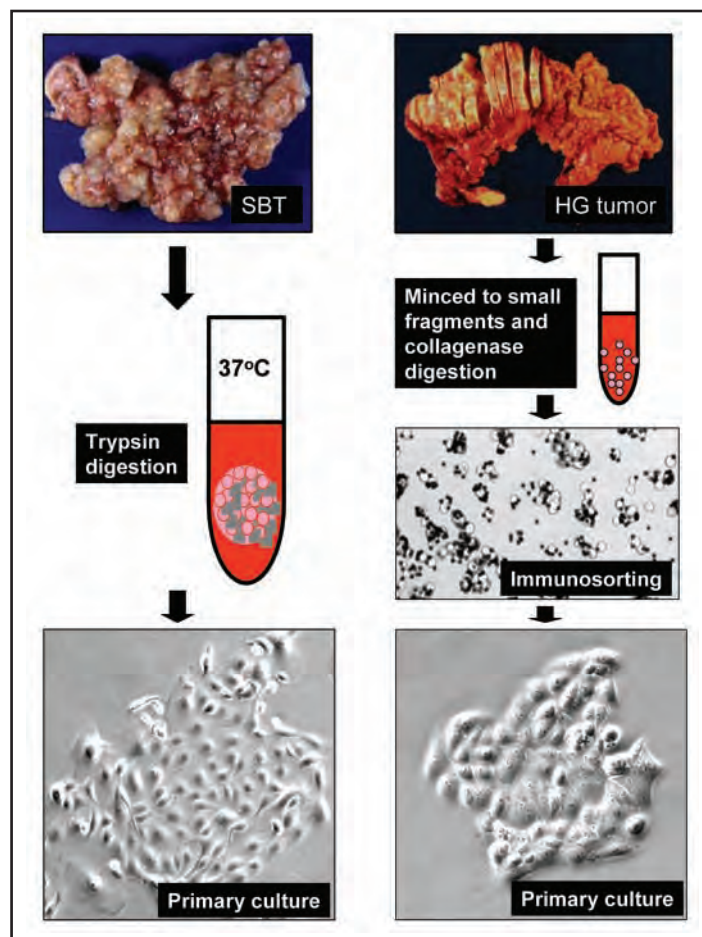 SBT
37°C
Trypsin
digestion
Primary culture
HG tumor
Minced to small
fragments and
collagenase
digestion
Immunosorting
Primary culture